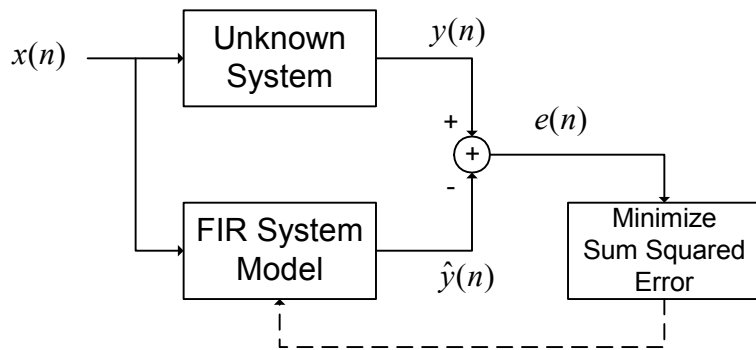 Unknown
System
y(n)
x(n)
+
e(n)
+
-
FIR System
Model
ŷ(n)
Minimize
Sum Squared
Error